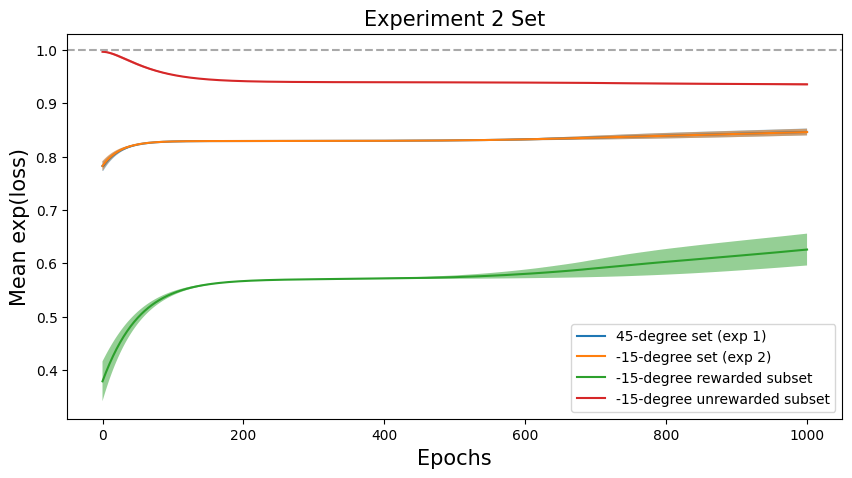 Experiment 2 Set
Mean exp(loss)
1.0
0.9
0.8
0.7
0.6
0.5
0.4
45-degree set (exp 1)
-15-degree set (exp 2)
-15-degree rewarded subset
-15-degree unrewarded subset
0
200
400
600
800
1000
Epochs